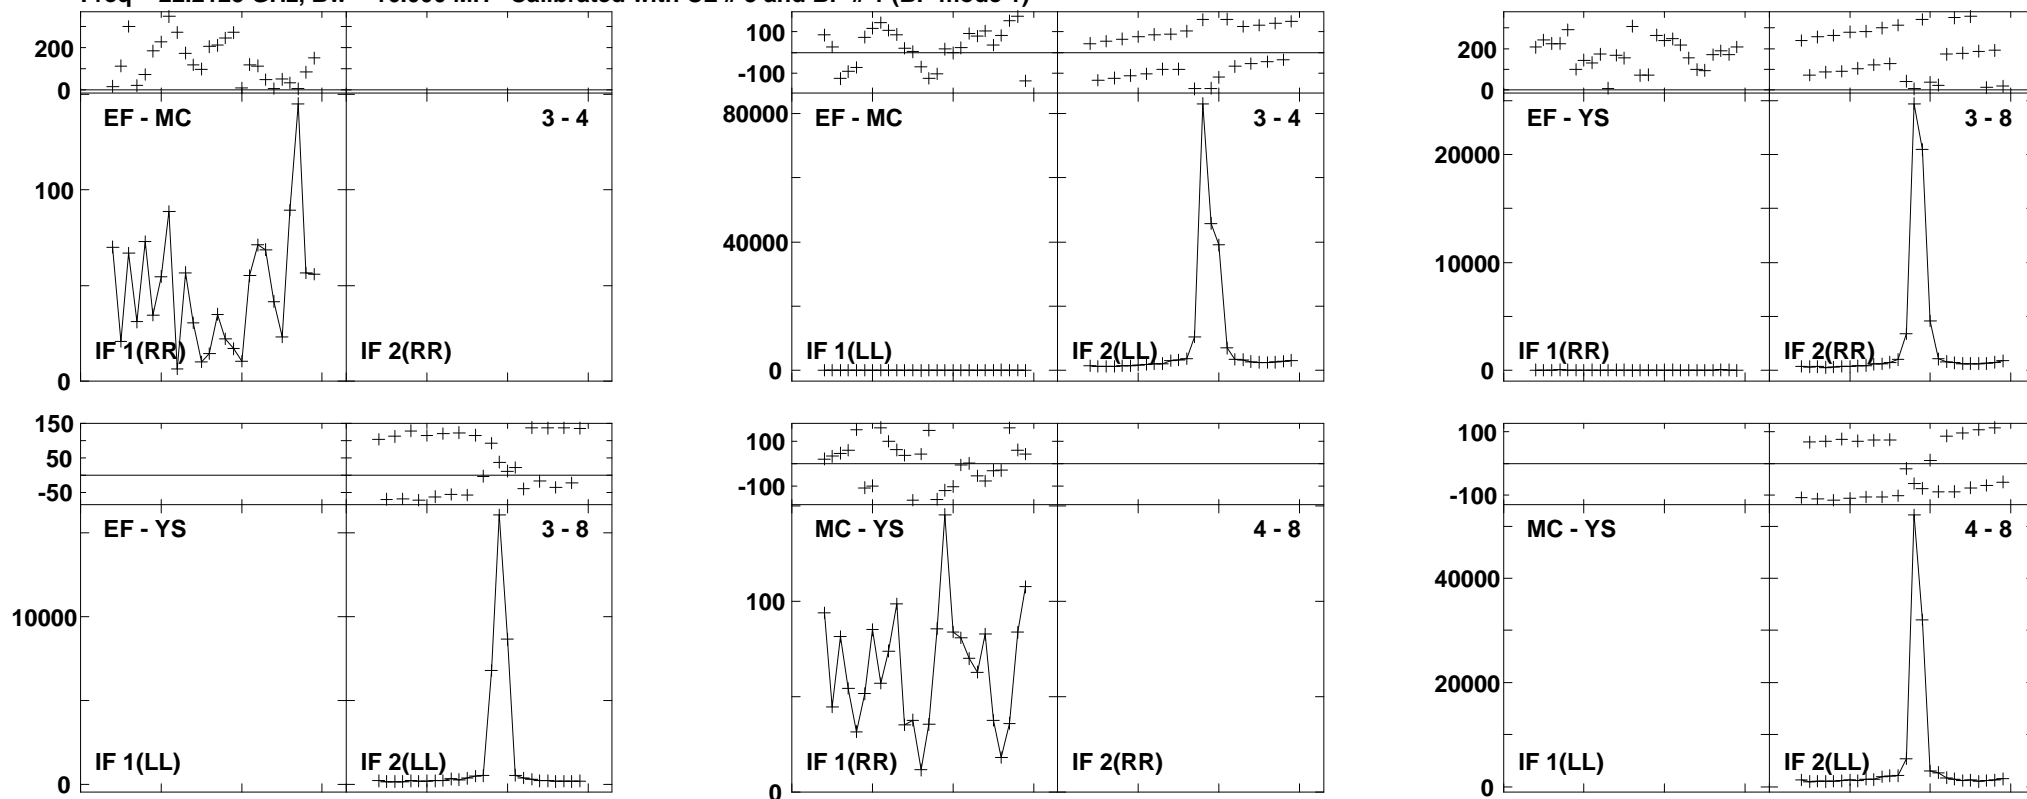 200
0
EF - MC
3 - 4
100
IF 1(RR)
IF 2(RR)
0
100
-100
EF - MC
3 - 4
80000
40000
IF 1(LL)
IF 2(LL)
0
200
0
EF - YS
3 - 8
20000
10000
IF 1(RR)
IF 2(RR)
0
150
50
-50
EF - YS
3 - 8
10000
IF 1(LL)
IF 2(LL)
0
100
-100
MC - YS
4 - 8
100
IF 1(RR)
IF 2(RR)
0
100
-100
MC - YS
4 - 8
40000
20000
IF 1(LL)
IF 2(LL)
0